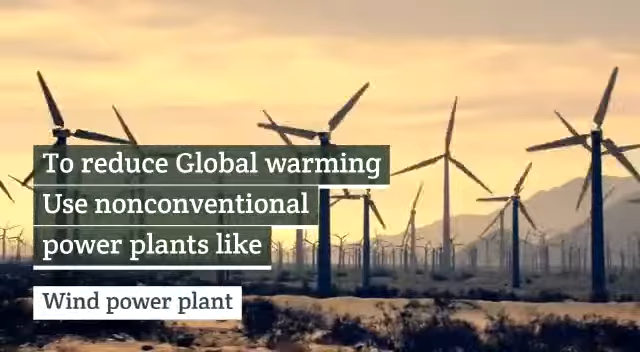 To reduce Global warming
Use nonconventional
power plants like
Wind power plant